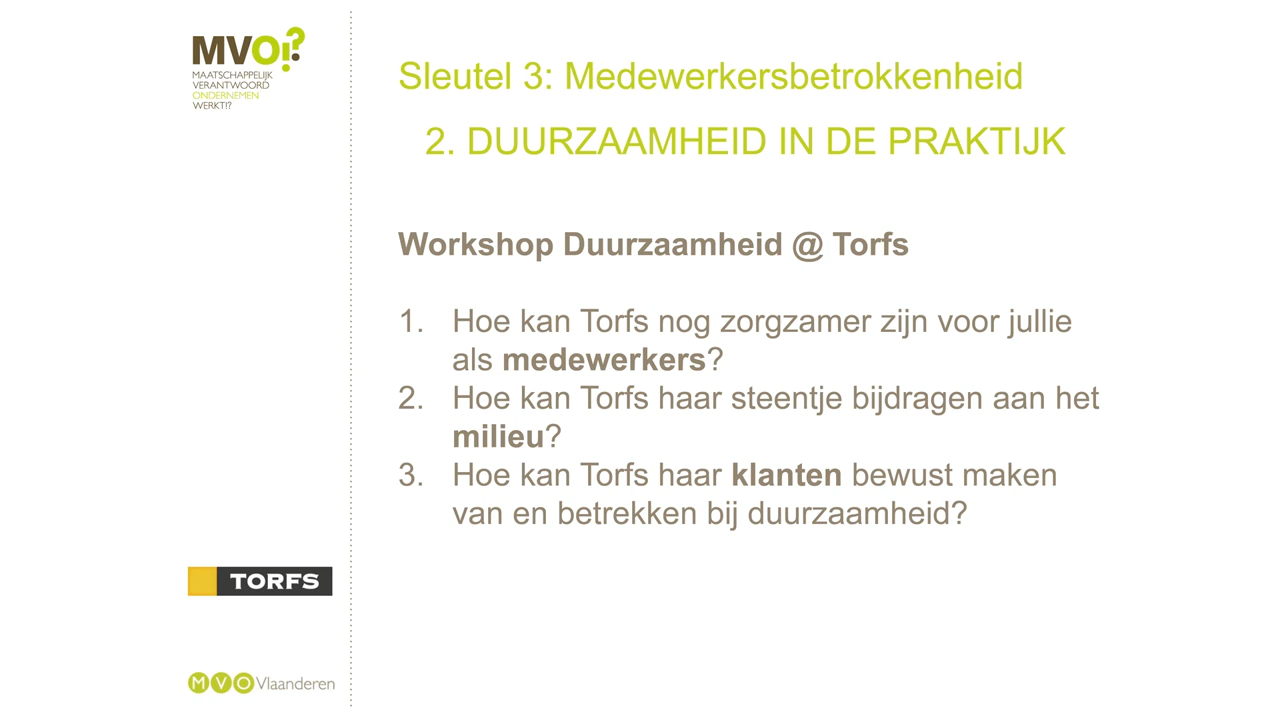 MVO!?
MAATSCHAPPELIJK
VERANTWOORD
ONDERNEMEN
WERKT!?
Sleutel 3: Medewerkersbetrokkenheid
2. DUURZAAMHEID IN DE PRAKTIJK
Workshop Duurzaamheid @ Torfs
1. Hoe kan Torfs nog zorgzamer zijn voor jullie
als medewerkers?
2. Hoe kan Torfs haar steentje bijdragen aan het
milieu?
3. Hoe kan Torfs haar klanten bewust maken
van en betrekken bij duurzaamheid?
TORFS
MVO Vlaanderen